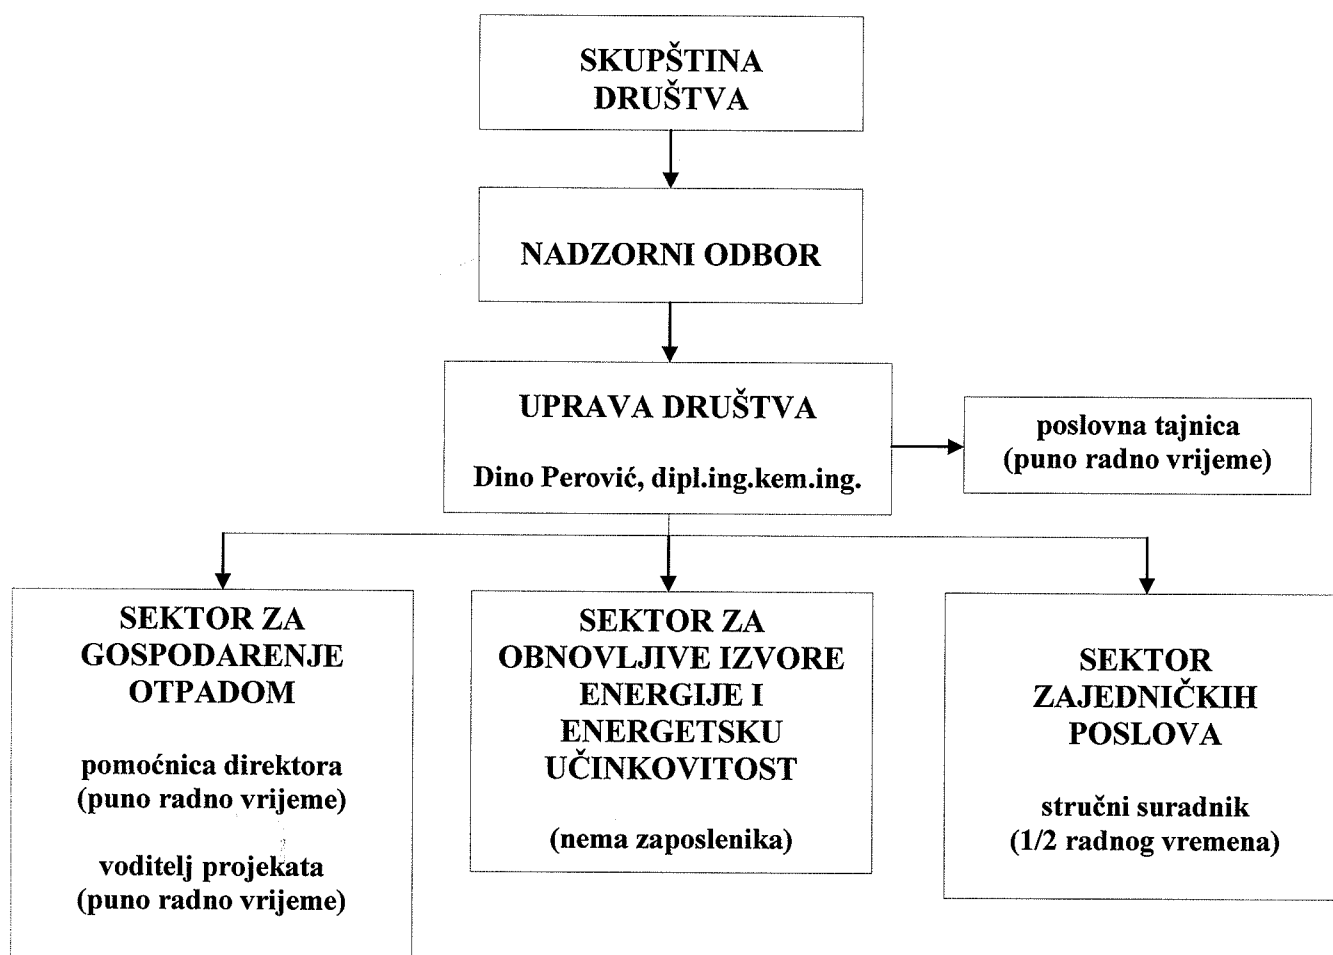 SKUPŠTINA
DRUŠTVA
NADZORNI ODBOR
UPRAVA DRUŠTVA
Dino Perović, dipl.ing.kem.ing.
poslovna tajnica
(puno radno vrijeme)
SEKTOR ZA
GOSPODARENJE
OTPADOM
pomoćnica direktora
(puno radno vrijeme)
voditelj projekata
(puno radno vrijeme)
SEKTOR ZA
OBNOVLJIVE IZVORE
ENERGIJE I
ENERGETSKU
UČINKOVITOST
(nema zaposlenika)
SEKTOR
ZAJEDNIČKIH
POSLOVA
stručni suradnik
(1/2 radnog vremena)